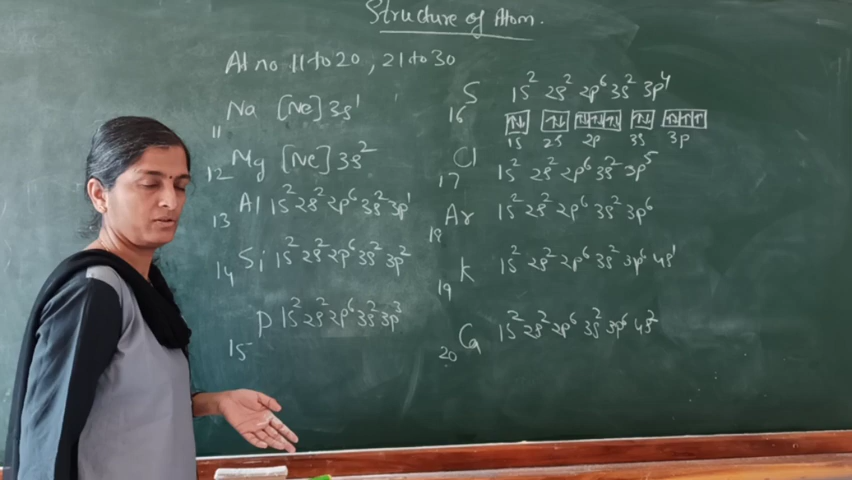 Structure of Atom.
At no 11 to 20, 21 to 30
11 Na [Ne] 3s¹
12 Mg [Ne] 3s²
13 Al 1s² 2s² 2p⁶ 3s² 3p¹
14 Si 1s² 2s² 2p⁶ 3s² 3p²
15 P 1s² 2s² 2p⁶ 3s² 3p³
16 S 1s² 2s² 2p⁶ 3s² 3p⁴
1s 2s 2p 3s 3p
17 Cl 1s² 2s² 2p⁶ 3s² 3p⁵
18 Ar 1s² 2s² 2p⁶ 3s² 3p⁶
19 K 1s² 2s² 2p⁶ 3s² 3p⁶ 4s¹
20 Ca 1s² 2s² 2p⁶ 3s² 3p⁶ 4s²